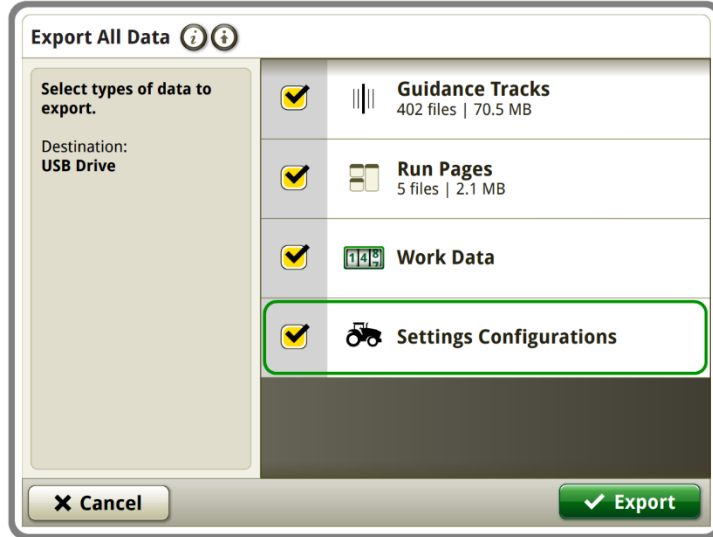 Export All Data
Select types of data to
export.
Destination:
USB Drive
Guidance Tracks
402 files | 70.5 MB
Run Pages
5 files | 2.1 MB
Work Data
Settings Configurations
Cancel
Export